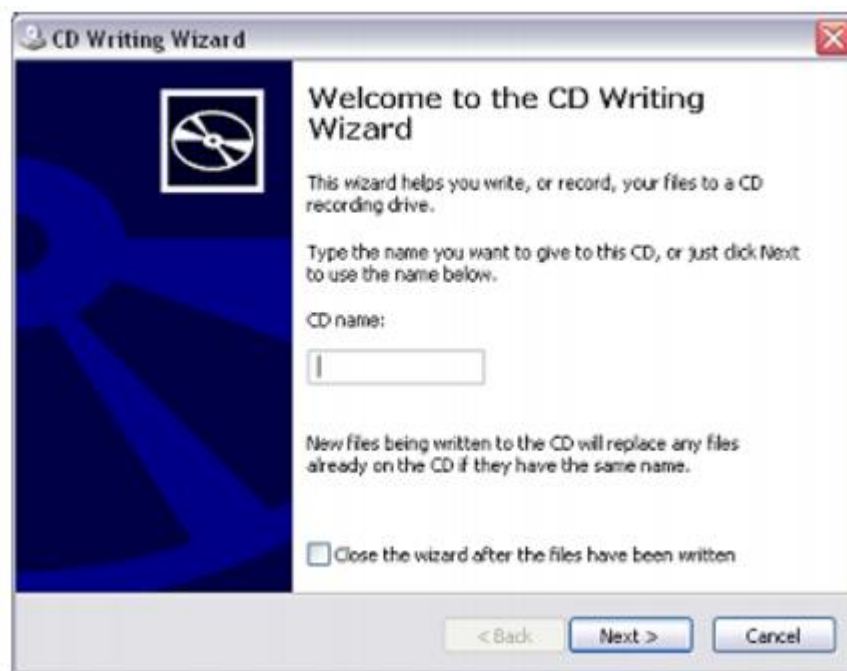 CD Writing Wizard
Welcome to the CD Writing
Wizard
This wizard helps you write, or record, your files to a CD
recording drive.
Type the name you want to give to this CD, or just click Next
to use the name below.
CD name:
New files being written to the CD will replace any files
already on the CD if they have the same name.
Close the wizard after the files have been written
< Back
Next >
Cancel